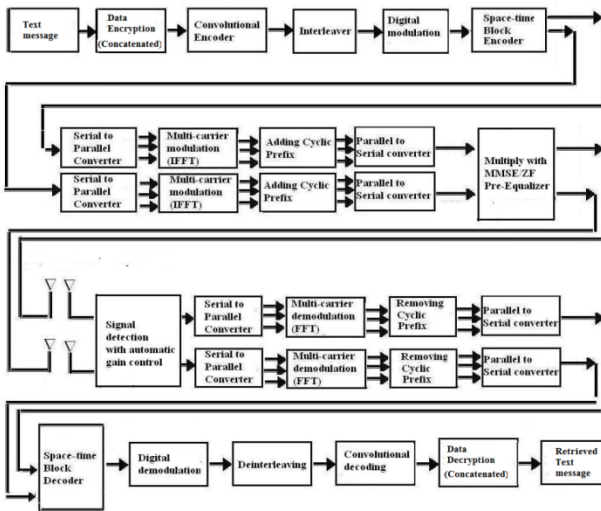 Text
message
Data
Encryption
(Concatenated)
Convolutional
Encoder
Interleaver
Digital
modulation
Space-time
Block
Encoder
Serial to
Parallel
Converter
Multi-carrier
modulation
(IFFT)
Adding Cyclic
Prefix
Parallel to
Serial converter
Serial to
Parallel
Converter
Multi-carrier
modulation
(IFFT)
Adding Cyclic
Prefix
Parallel to
Serial converter
Multiply with
MMSE/ZF
Pre-Equalizer
Signal
detection
with automatic
gain control
Serial to
Parallel
Converter
Multi-carrier
demodulation
(FFT)
Removing
Cyclic
Prefix
Parallel to
Serial converter
Serial to
Parallel
Converter
Multi-carrier
demodulation
(FFT)
Removing
Cyclic
Prefix
Parallel to
Serial converter
Space-time
Block
Decoder
Digital
demodulation
Deinterleaving
Convolutional
decoding
Data
Decryption
(Concatenated)
Retrieved
Text
message